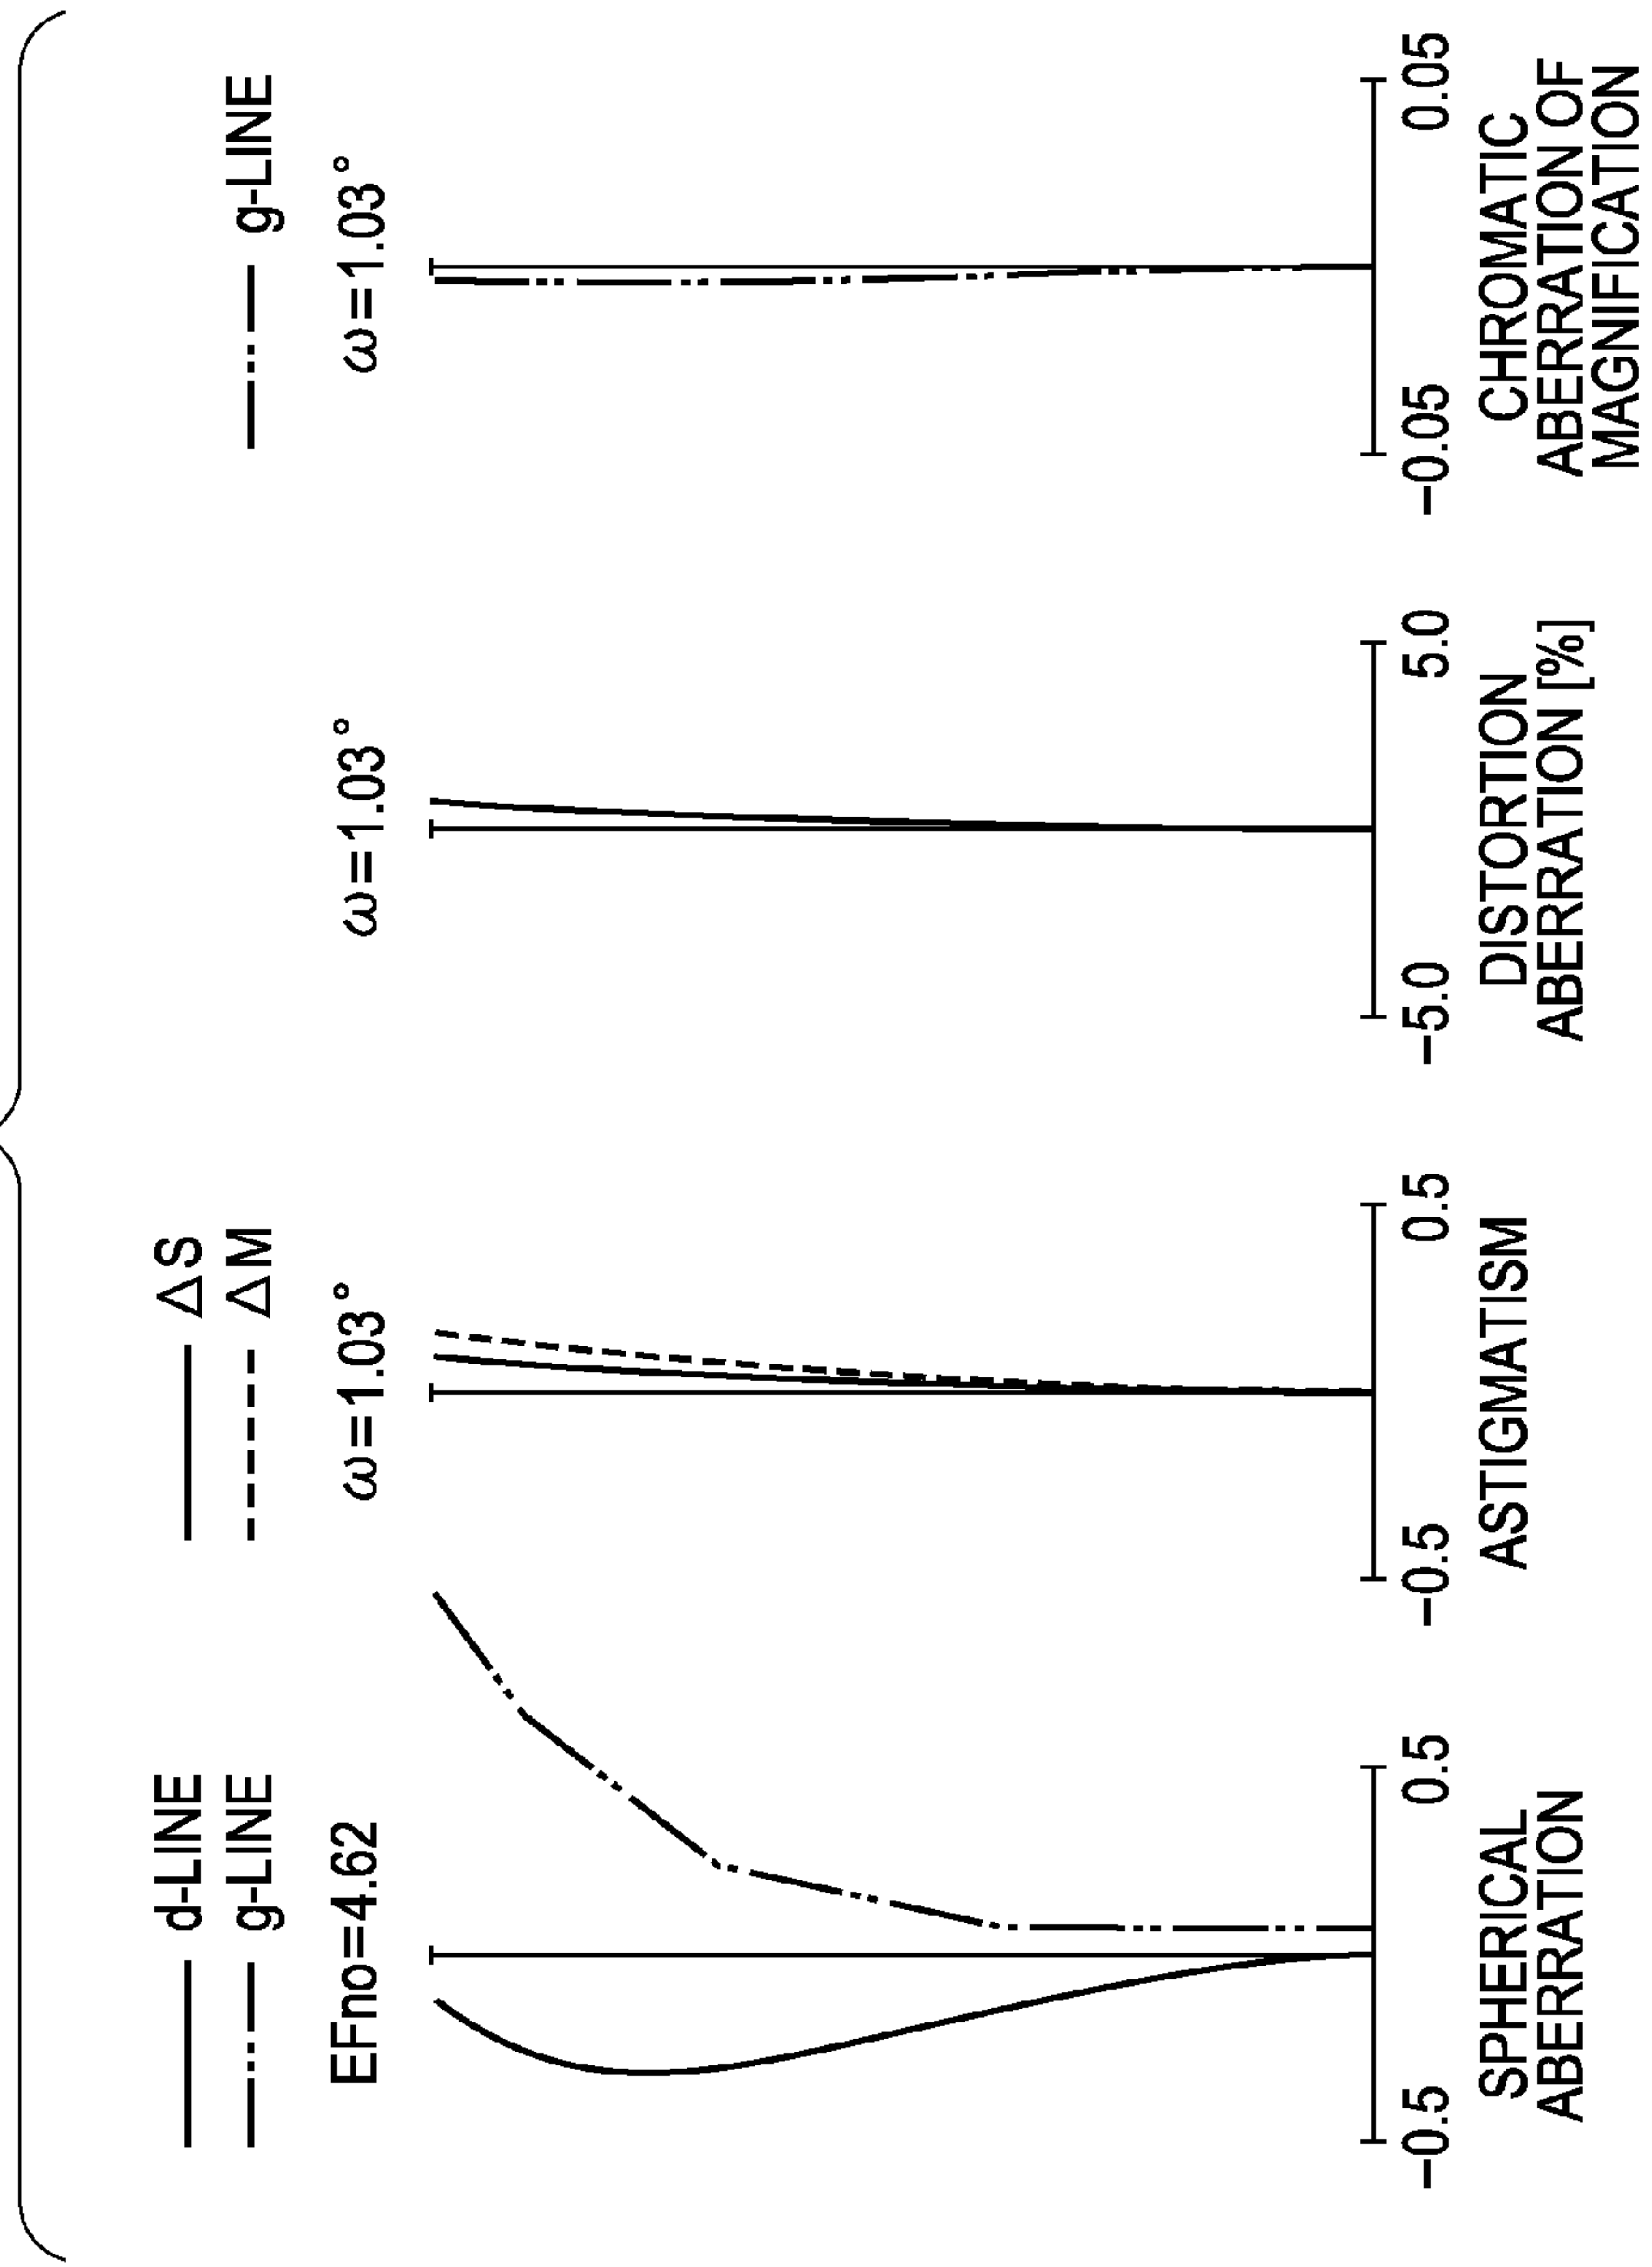 d-LINE
g-LINE
EFno=4.62
−0.5 0.5
SPHERICAL
ABERRATION
ΔS
ΔM
ω=1.03°
−0.5 0.5
ASTIGMATISM
ω=1.03°
−5.0 5.0
DISTORTION
ABERRATION [%]
g-LINE
ω=1.03°
−0.05 0.05
CHROMATIC
ABERRATION OF
MAGNIFICATION